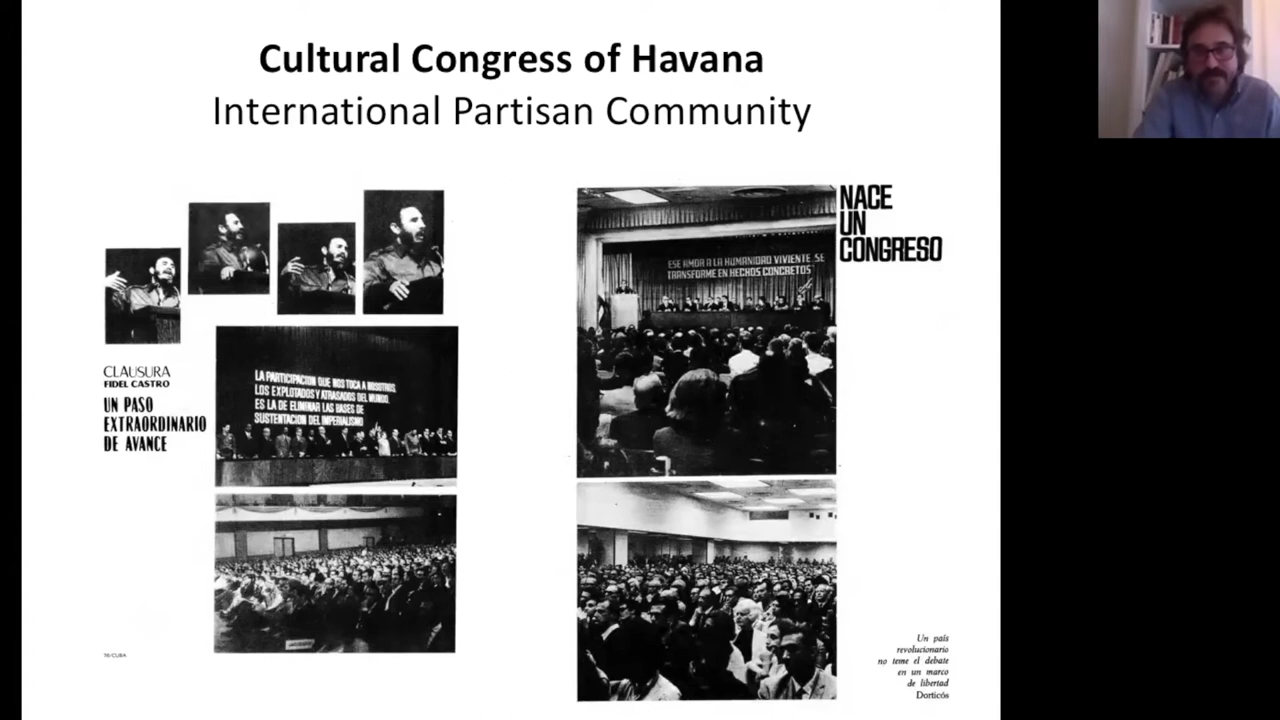 Cultural Congress of Havana
International Partisan Community
CLAUSURA
FIDEL CASTRO
UN PASO
EXTRAORDINARIO
DE AVANCE
LA PARTICIPACION QUE NOS TOCA A NOSOTROS,
LOS EXPLOTADOS Y ATRASADOS DEL MUNDO,
ES LA DE ELIMINAR LAS BASES DE
SUSTENTACION DEL IMPERIALISMO
NACE
UN
CONGRESO
ESE AMOR A LA HUMANIDAD VIVIENTE SE
TRANSFORME EN HECHOS CONCRETOS
Un país
revolucionario
no teme el debate
en un marco
de libertad
Dorticós